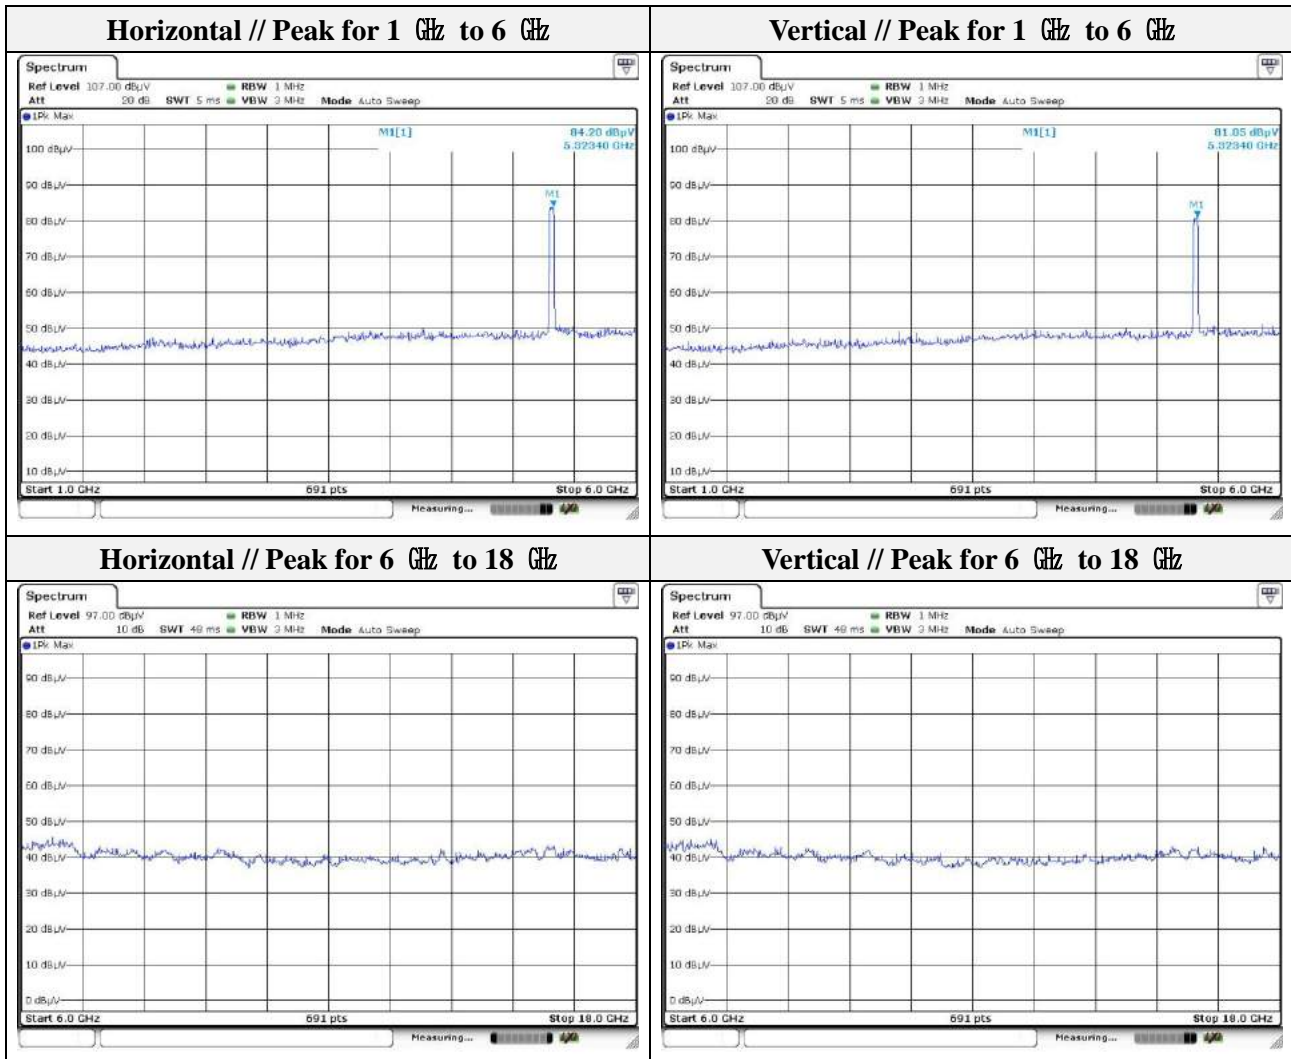 Horizontal // Peak for 1 ㎓ to 6 ㎓
Vertical // Peak for 1 ㎓ to 6 ㎓
Spectrum
Ref Level 107.00 dBµV RBW 1 MHz
Att 20 dB SWT 5 ms VBW 3 MHz Mode Auto Sweep
1Pk Max
M1[1] 84.20 dBµV
5.32340 GHz
M1
100 dBµV
90 dBµV
80 dBµV
70 dBµV
60 dBµV
50 dBµV
40 dBµV
30 dBµV
20 dBµV
10 dBµV
Start 1.0 GHz 691 pts Stop 6.0 GHz
Measuring...
Spectrum
Ref Level 107.00 dBµV RBW 1 MHz
Att 20 dB SWT 5 ms VBW 3 MHz Mode Auto Sweep
1Pk Max
M1[1] 81.05 dBµV
5.32340 GHz
M1
100 dBµV
90 dBµV
80 dBµV
70 dBµV
60 dBµV
50 dBµV
40 dBµV
30 dBµV
20 dBµV
10 dBµV
Start 1.0 GHz 691 pts Stop 6.0 GHz
Measuring...
Horizontal // Peak for 6 ㎓ to 18 ㎓
Vertical // Peak for 6 ㎓ to 18 ㎓
Spectrum
Ref Level 97.00 dBµV RBW 1 MHz
Att 10 dB SWT 48 ms VBW 3 MHz Mode Auto Sweep
1Pk Max
90 dBµV
80 dBµV
70 dBµV
60 dBµV
50 dBµV
40 dBµV
30 dBµV
20 dBµV
10 dBµV
0 dBµV
Start 6.0 GHz 691 pts Stop 18.0 GHz
Measuring...
Spectrum
Ref Level 97.00 dBµV RBW 1 MHz
Att 10 dB SWT 48 ms VBW 3 MHz Mode Auto Sweep
1Pk Max
90 dBµV
80 dBµV
70 dBµV
60 dBµV
50 dBµV
40 dBµV
30 dBµV
20 dBµV
10 dBµV
0 dBµV
Start 6.0 GHz 691 pts Stop 18.0 GHz
Measuring...